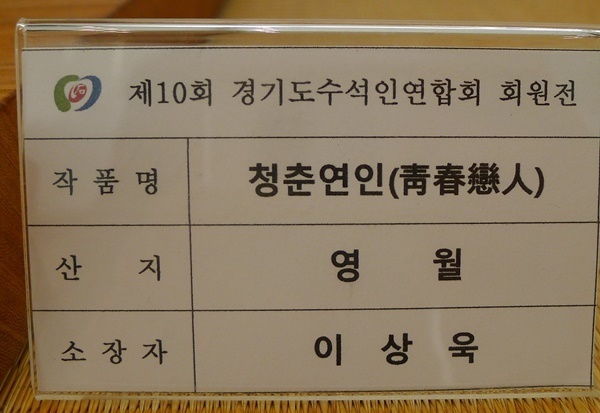 제10회 경기도수석인연합회 회원전
작품명 청춘연인(靑春戀人)
산지 영월
소장자 이상욱